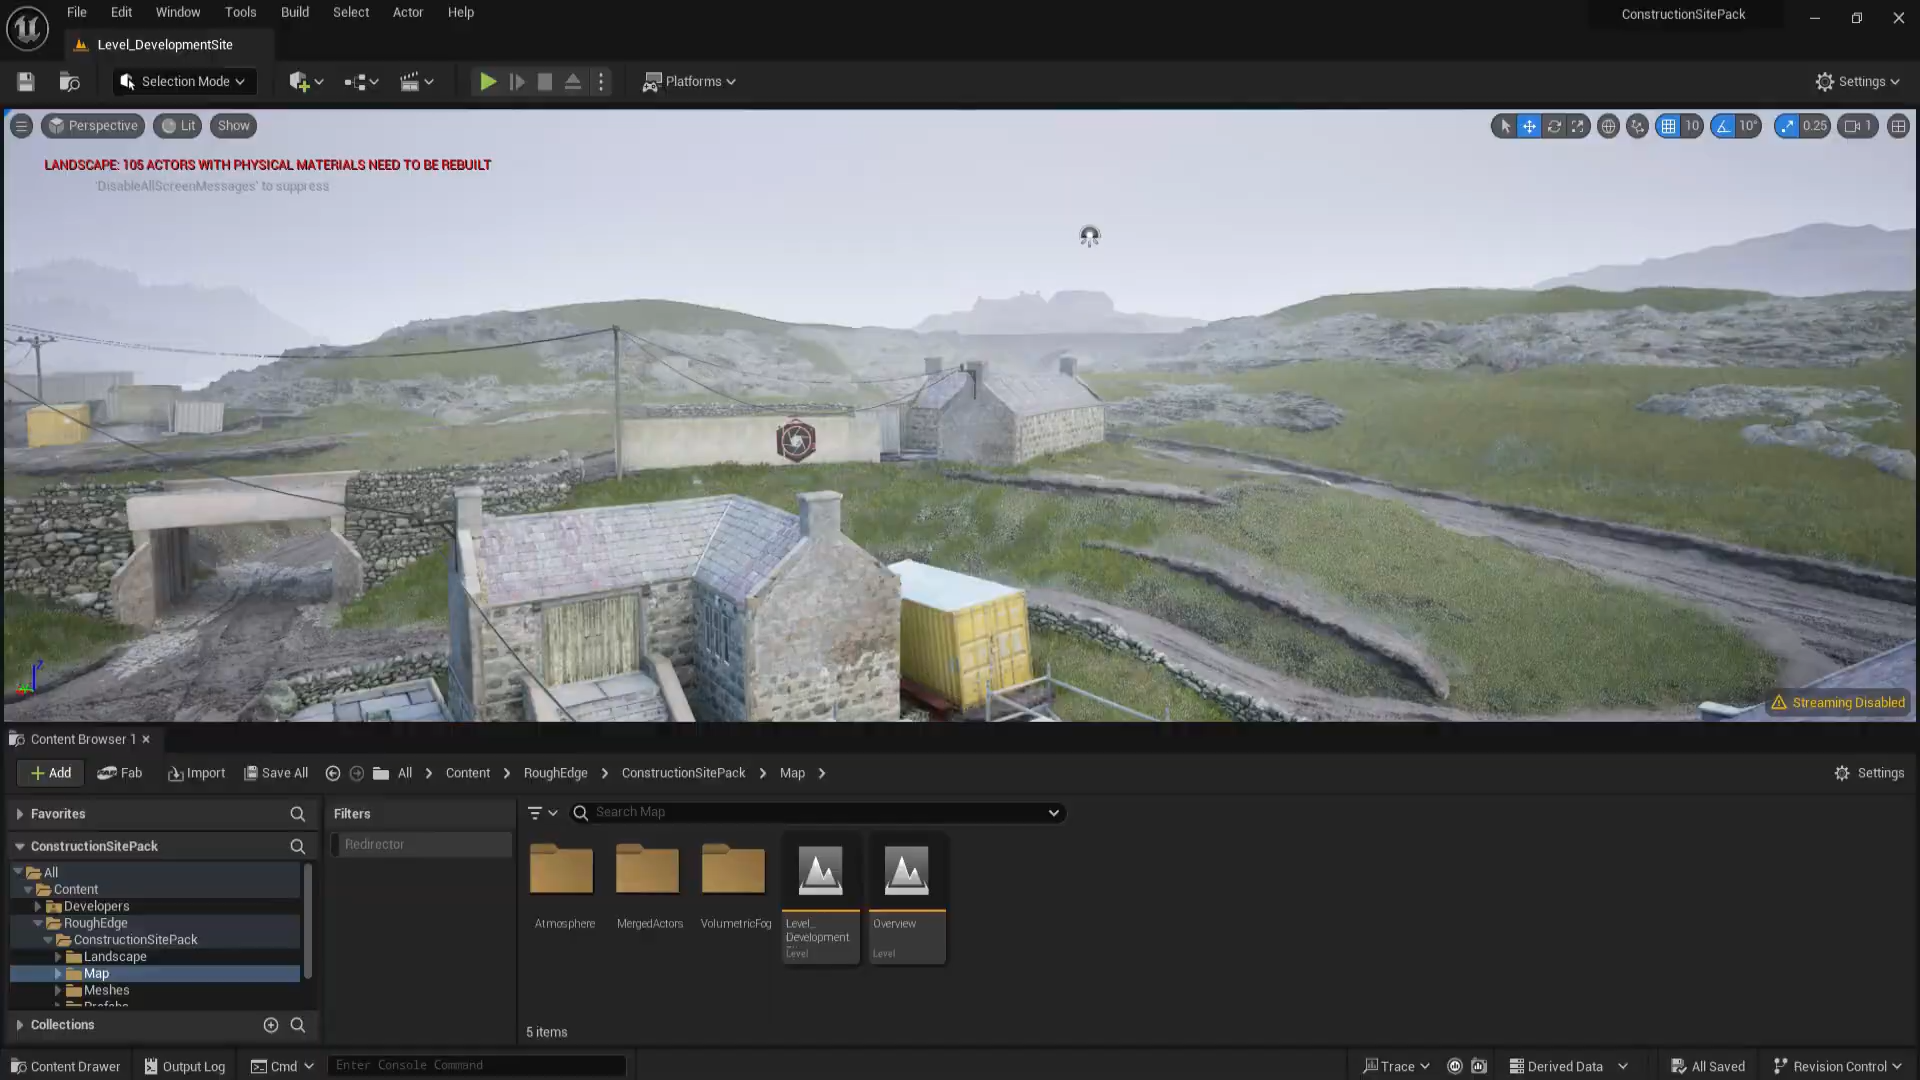 File Edit Window Tools Build Select Actor Help
ConstructionSitePack
Level_DevelopmentSite
Selection Mode
Platforms
Settings
Perspective Lit Show
10 10° 0.25 1
LANDSCAPE: 105 ACTORS WITH PHYSICAL MATERIALS NEED TO BE REBUILT
'DisableAllScreenMessages' to suppress
Z
Streaming Disabled
Content Browser 1
Add Fab Import Save All All Content RoughEdge ConstructionSitePack Map
Settings
Favorites
Filters
Search Map
ConstructionSitePack
Redirector
All
Content
Developers
RoughEdge
ConstructionSitePack
Landscape
Map
Meshes
Prefabs
Atmosphere MergedActors VolumetricFog
Level_
Development
Level
Overview
Level
Collections
5 items
Content Drawer Output Log Cmd Enter Console Command
Trace Derived Data All Saved Revision Control